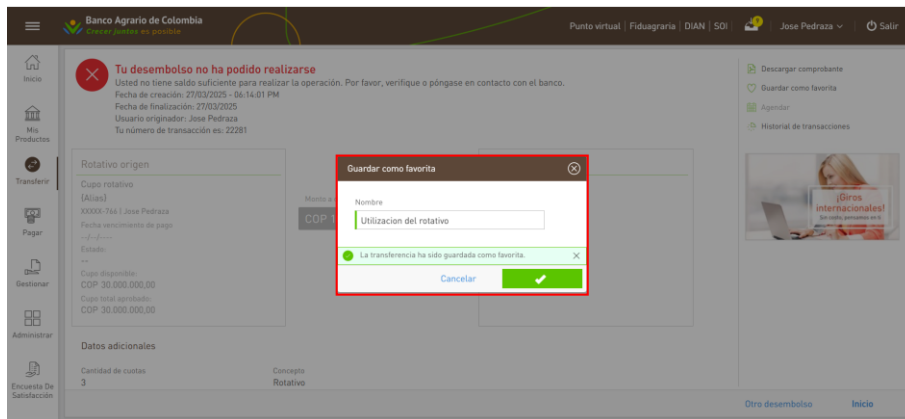 Banco Agrario de Colombia
Crecer juntos es posible
Punto virtual | Fiduagraria | DIAN | SOI
Jose Pedraza
Salir
Inicio
Mis
Productos
Transferir
Pagar
Gestionar
Administrar
Encuesta De
Satisfacción
Tu desembolso no ha podido realizarse
Usted no tiene saldo suficiente para realizar la operación. Por favor, verifique o póngase en contacto con el banco.
Fecha de creación: 27/03/2025 - 06:14:01 PM
Fecha de finalización: 27/03/2025
Usuario originador: Jose Pedraza
Tu número de transacción es: 22281
Descargar comprobante
Guardar como favorita
Agendar
Historial de transacciones
¡Giros
internacionales!
Rotativo origen
Cupo rotativo
(Alias)
XXXXX-766 | Jose Pedraza
Fecha vencimiento de pago
--/--/----
Estado:
--
Cupo disponible:
COP 30.000.000,00
Cupo total aprobado:
COP 30.000.000,00
Monto a
COP 1
Guardar como favorita
Nombre
Utilizacion del rotativo
La transferencia ha sido guardada como favorita.
Cancelar
Datos adicionales
Cantidad de cuotas
3
Concepto
Rotativo
Otro desembolso
Inicio